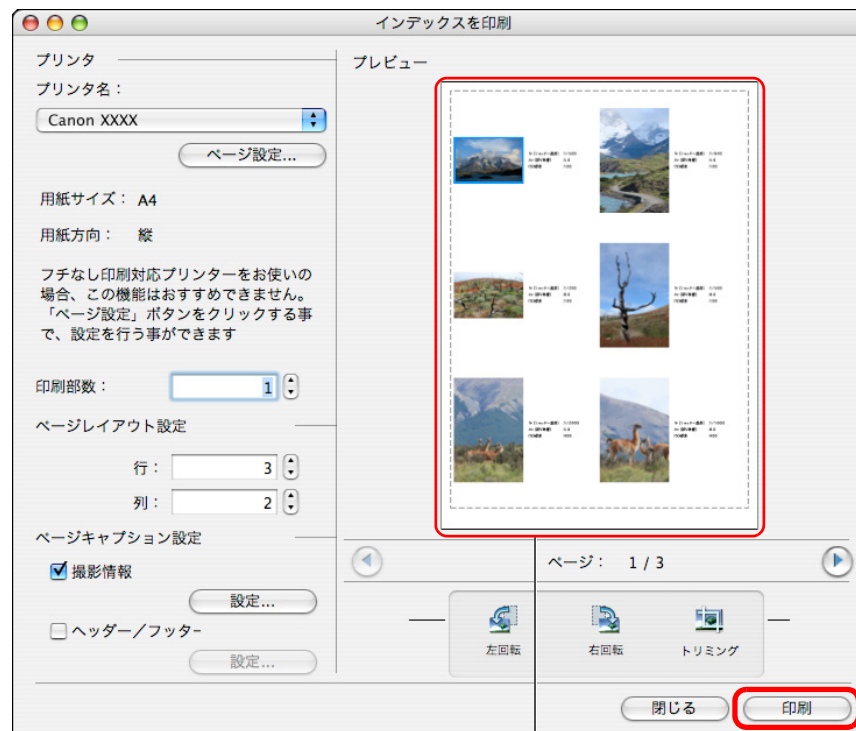 インデックスを印刷
プリンタ
プリンタ名：
Canon XXXX
ページ設定...
用紙サイズ： A4
用紙方向： 縦
フチなし印刷対応プリンターをお使いの
場合、この機能はおすすめできません。
「ページ設定」ボタンをクリックする事
で、設定を行う事ができます
印刷部数： 1
ページレイアウト設定
行： 3
列： 2
ページキャプション設定
撮影情報
設定...
ヘッダー／フッター
設定...
プレビュー
ページ： 1 / 3
左回転
右回転
トリミング
閉じる
印刷